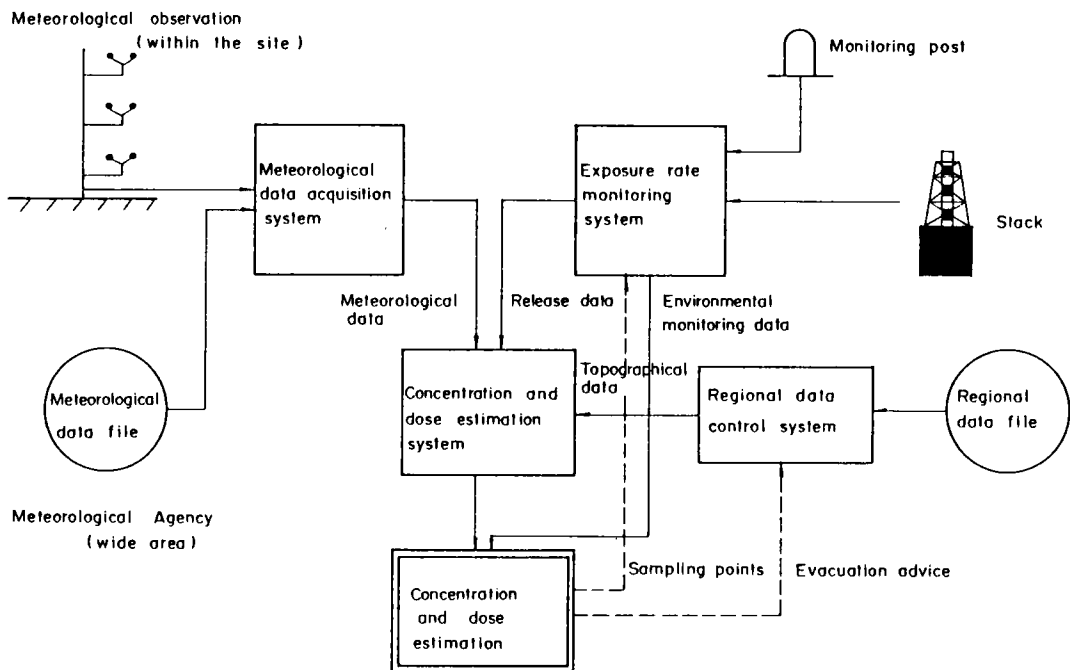 Meteorological observation
(within the site)
Monitoring post
Meteorological
data acquisition
system
Exposure rate
monitoring
system
Stack
Meteorological
data
Release data
Environmental
monitoring data
Meteorological
data file
Concentration and
dose estimation
system
Topographical
data
Regional data
control system
Regional
data file
Meteorological Agency
(wide area)
Sampling points
Evacuation advice
Concentration
and dose
estimation